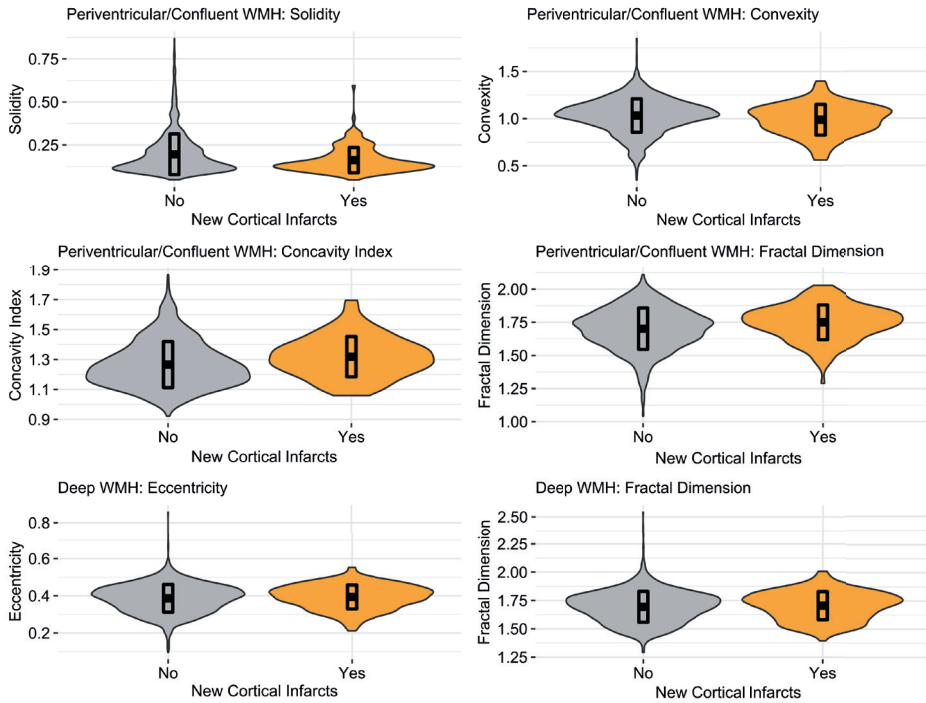 Periventricular/Confluent WMH: Solidity
Solidity
0.75
0.50
0.25
No
Yes
New Cortical Infarcts
Periventricular/Confluent WMH: Convexity
Convexity
1.5
1.0
0.5
No
Yes
New Cortical Infarcts
Periventricular/Confluent WMH: Concavity Index
Concavity Index
1.9
1.7
1.5
1.3
1.1
0.9
No
Yes
New Cortical Infarcts
Periventricular/Confluent WMH: Fractal Dimension
Fractal Dimension
2.00
1.75
1.50
1.25
1.00
No
Yes
New Cortical Infarcts
Deep WMH: Eccentricity
Eccentricity
0.8
0.6
0.4
0.2
No
Yes
New Cortical Infarcts
Deep WMH: Fractal Dimension
Fractal Dimension
2.50
2.25
2.00
1.75
1.50
1.25
No
Yes
New Cortical Infarcts